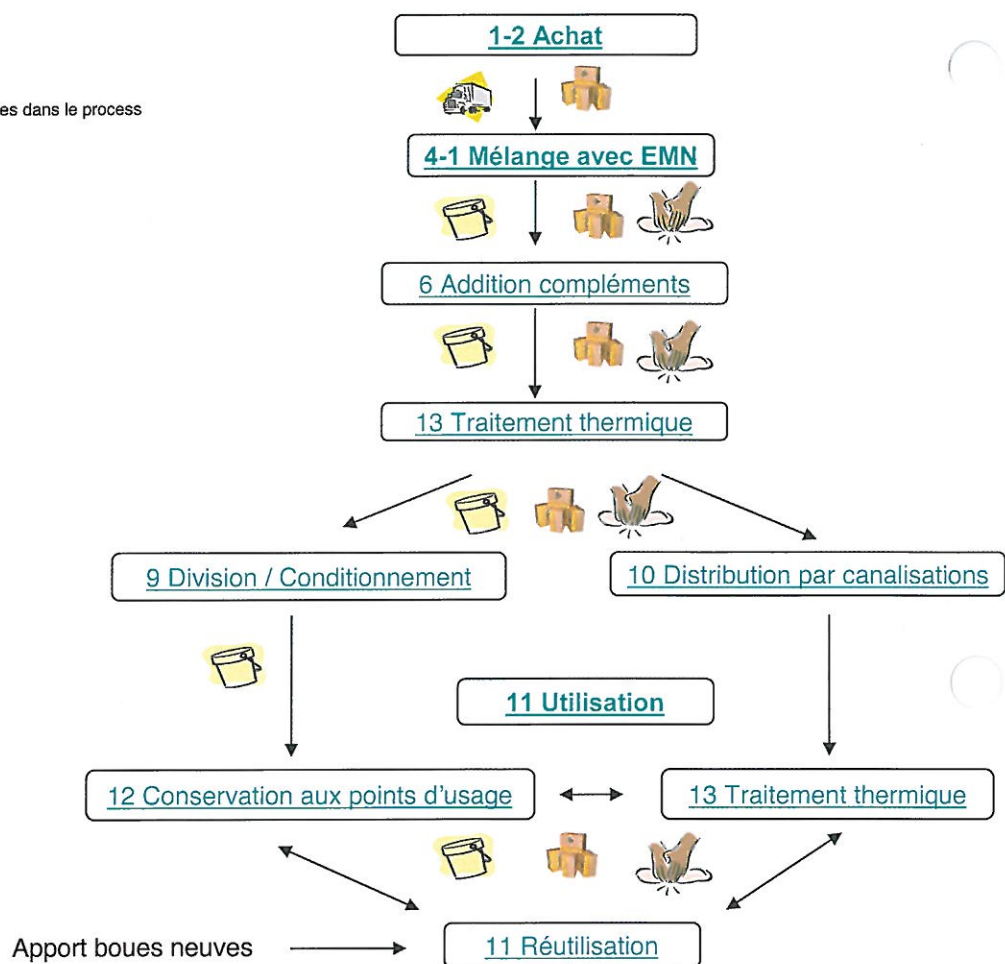 1-2 Achat
es dans le process
4-1 Mélange avec EMN
6 Addition compléments
13 Traitement thermique
9 Division / Conditionnement
10 Distribution par canalisations
11 Utilisation
12 Conservation aux points d'usage
13 Traitement thermique
Apport boues neuves
11 Réutilisation